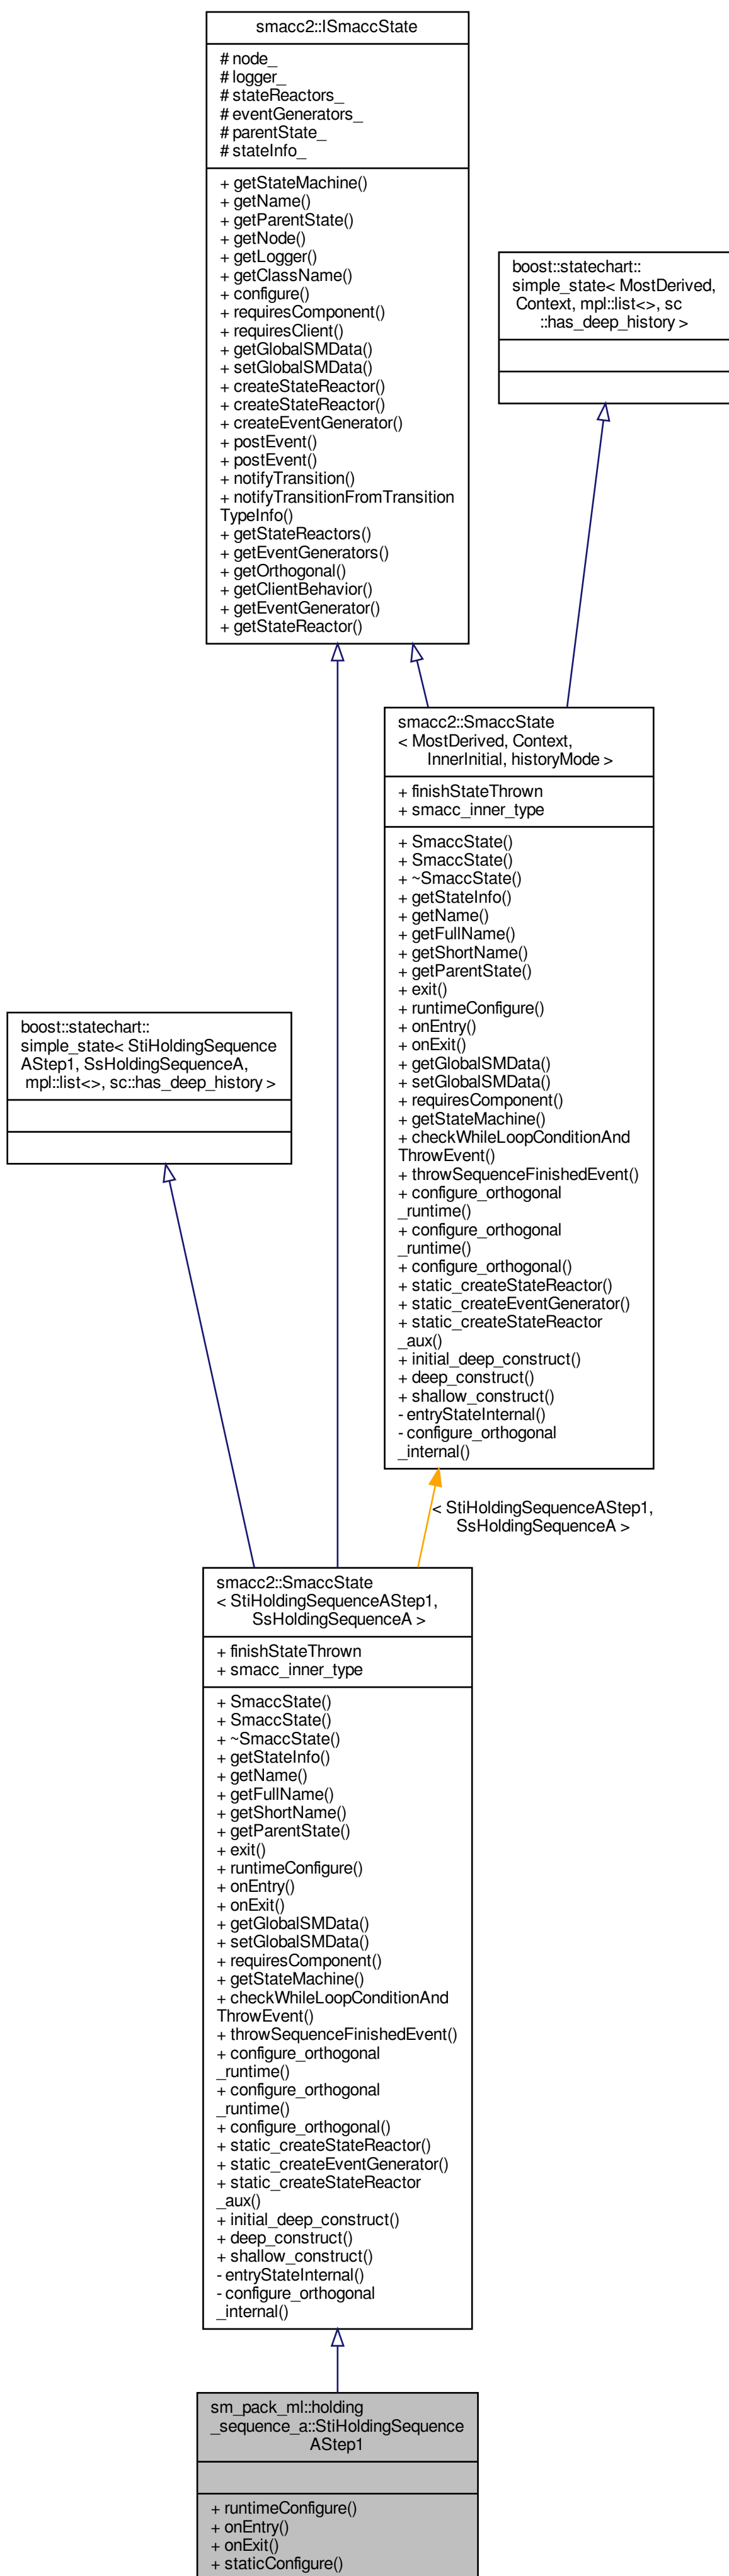 smacc2::ISmaccState
# node_
# logger_
# stateReactors_
# eventGenerators_
# parentState_
# stateInfo_
+ getStateMachine()
+ getName()
+ getParentState()
+ getNode()
+ getLogger()
+ getClassName()
+ configure()
+ requiresComponent()
+ requiresClient()
+ getGlobalSMData()
+ setGlobalSMData()
+ createStateReactor()
+ createStateReactor()
+ createEventGenerator()
+ postEvent()
+ postEvent()
+ notifyTransition()
+ notifyTransitionFromTransition
TypeInfo()
+ getStateReactors()
+ getEventGenerators()
+ getOrthogonal()
+ getClientBehavior()
+ getEventGenerator()
+ getStateReactor()
boost::statechart::
simple_state< MostDerived,
Context, mpl::list<>, sc
::has_deep_history >
smacc2::SmaccState
< MostDerived, Context,
InnerInitial, historyMode >
+ finishStateThrown
+ smacc_inner_type
+ SmaccState()
+ SmaccState()
+ ~SmaccState()
+ getStateInfo()
+ getName()
+ getFullName()
+ getShortName()
+ getParentState()
+ exit()
+ runtimeConfigure()
+ onEntry()
+ onExit()
+ getGlobalSMData()
+ setGlobalSMData()
+ requiresComponent()
+ getStateMachine()
+ checkWhileLoopConditionAnd
ThrowEvent()
+ throwSequenceFinishedEvent()
+ configure_orthogonal
_runtime()
+ configure_orthogonal
_runtime()
+ configure_orthogonal()
+ static_createStateReactor()
+ static_createEventGenerator()
+ static_createStateReactor
_aux()
+ initial_deep_construct()
+ deep_construct()
+ shallow_construct()
- entryStateInternal()
- configure_orthogonal
_internal()
boost::statechart::
simple_state< StiHoldingSequence
AStep1, SsHoldingSequenceA,
mpl::list<>, sc::has_deep_history >
< StiHoldingSequenceAStep1,
SsHoldingSequenceA >
smacc2::SmaccState
< StiHoldingSequenceAStep1,
SsHoldingSequenceA >
+ finishStateThrown
+ smacc_inner_type
+ SmaccState()
+ SmaccState()
+ ~SmaccState()
+ getStateInfo()
+ getName()
+ getFullName()
+ getShortName()
+ getParentState()
+ exit()
+ runtimeConfigure()
+ onEntry()
+ onExit()
+ getGlobalSMData()
+ setGlobalSMData()
+ requiresComponent()
+ getStateMachine()
+ checkWhileLoopConditionAnd
ThrowEvent()
+ throwSequenceFinishedEvent()
+ configure_orthogonal
_runtime()
+ configure_orthogonal
_runtime()
+ configure_orthogonal()
+ static_createStateReactor()
+ static_createEventGenerator()
+ static_createStateReactor
_aux()
+ initial_deep_construct()
+ deep_construct()
+ shallow_construct()
- entryStateInternal()
- configure_orthogonal
_internal()
sm_pack_ml::holding
_sequence_a::StiHoldingSequence
AStep1
+ runtimeConfigure()
+ onEntry()
+ onExit()
+ staticConfigure()